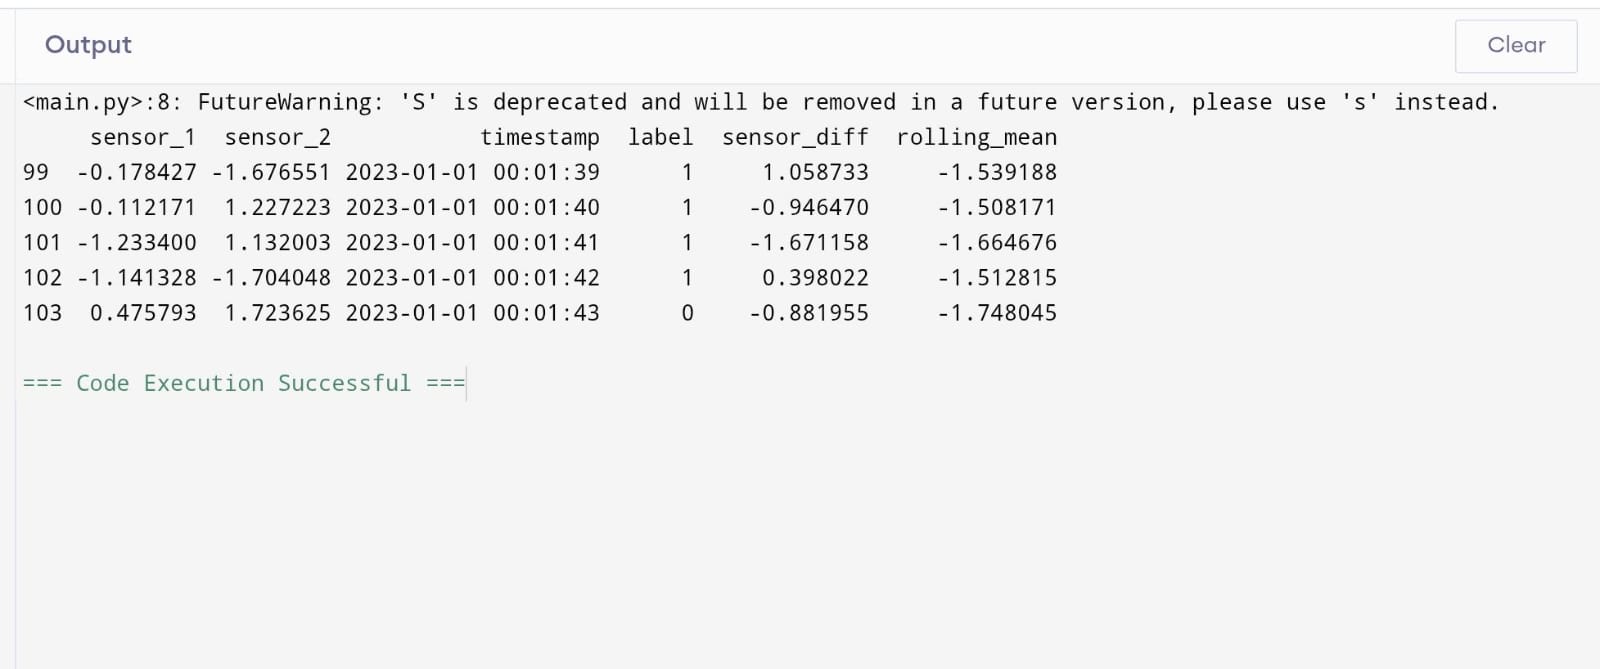 Output
Clear
<main.py>:8: FutureWarning: 'S' is deprecated and will be removed in a future version, please use 's' instead.
     sensor_1  sensor_2           timestamp  label  sensor_diff  rolling_mean
99  -0.178427 -1.676551 2023-01-01 00:01:39      1     1.058733     -1.539188
100 -0.112171  1.227223 2023-01-01 00:01:40      1    -0.946470     -1.508171
101 -1.233400  1.132003 2023-01-01 00:01:41      1    -1.671158     -1.664676
102 -1.141328 -1.704048 2023-01-01 00:01:42      1     0.398022     -1.512815
103  0.475793  1.723625 2023-01-01 00:01:43      0    -0.881955     -1.748045
=== Code Execution Successful ===